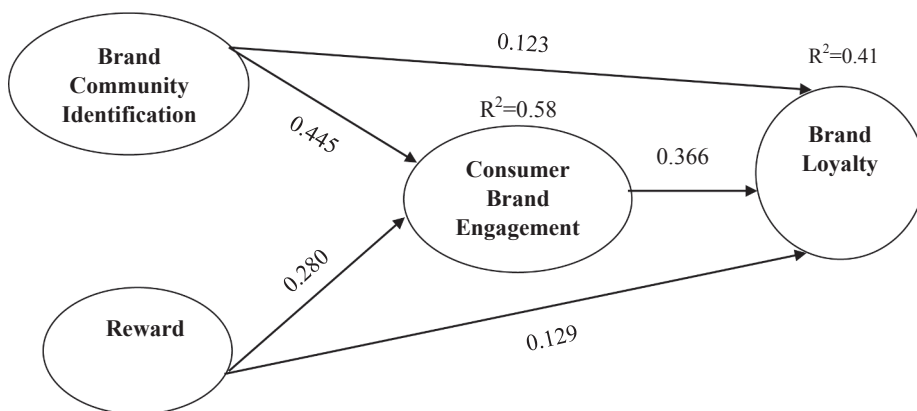 Brand
Community
Identification
0.123
R²=0.41
0.445
R²=0.58
Consumer
Brand
Engagement
0.366
Brand
Loyalty
0.280
Reward
0.129